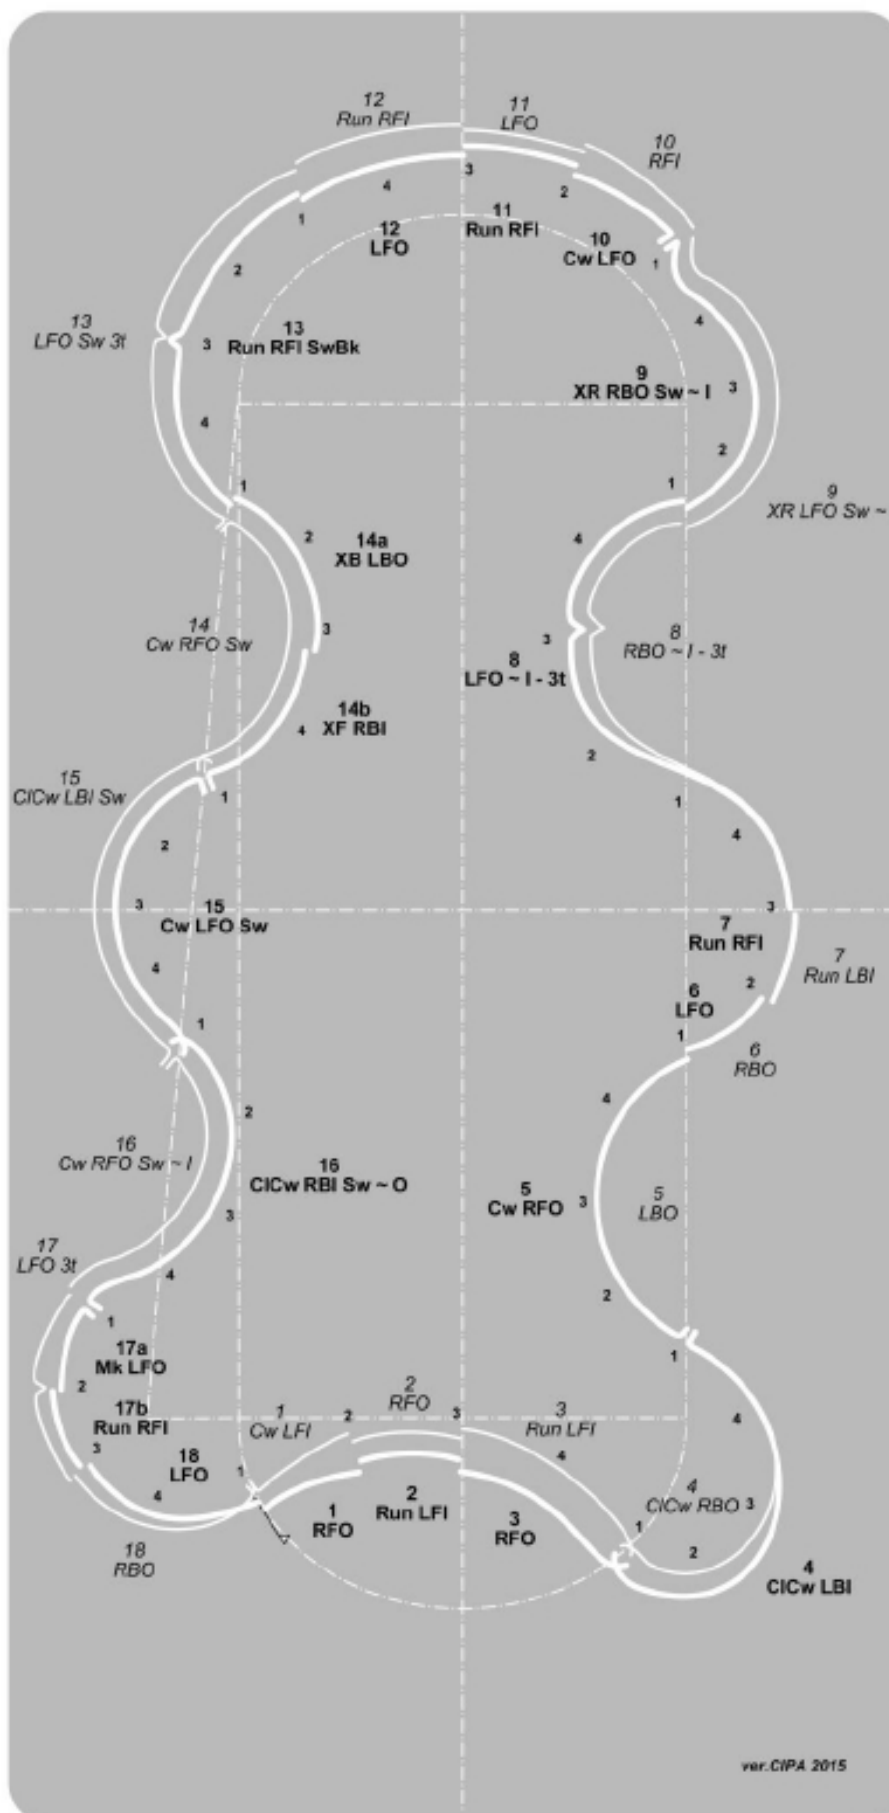 12
Run RFI
11
LFO
10
RFI
3
4
2
1
12
LFO
11
Run RFI
10
Cw LFO
1
2
4
13
LFO Sw 3t
3
13
Run RFI SwBk
9
XR RBO Sw ~ I
3
4
2
1
1
9
XR LFO Sw ~
2
14a
XB LBO
4
14
Cw RFO Sw
3
3
8
LFO ~ I - 3t
8
RBO ~ I - 3t
14b
XF RBI
4
2
15
ClCw LBI Sw
1
1
2
4
3
15
Cw LFO Sw
3
7
Run RFI
4
2
7
Run LBI
6
LFO
1
1
6
RBO
2
4
16
Cw RFO Sw ~ I
16
ClCw RBI Sw ~ O
5
Cw RFO
3
5
LBO
3
17
LFO 3t
4
2
1
1
17a
Mk LFO
2
2
RFO
17b
Run RFI
1
Cw LFI
2
3
3
Run LFI
4
3
18
LFO
1
4
4
4
ClCw RBO
3
1
RFO
2
Run LFI
3
RFO
1
2
18
RBO
4
ClCw LBI
ver.CIPA 2015